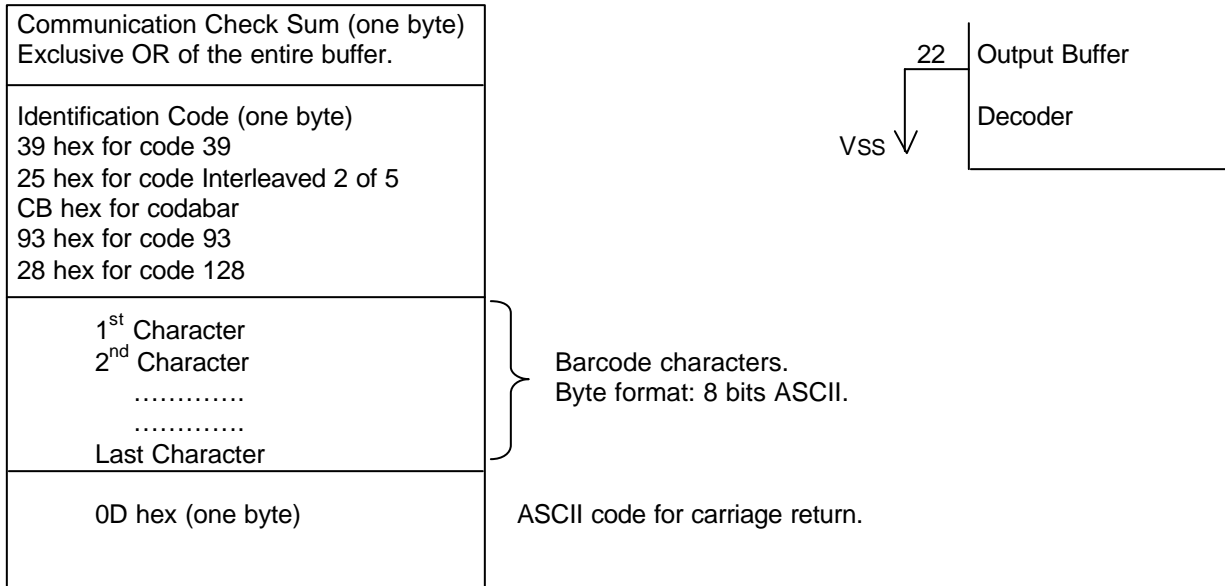 Communication Check Sum (one byte)
Exclusive OR of the entire buffer.
Identification Code (one byte)
39 hex for code 39
25 hex for code Interleaved 2 of 5
CB hex for codabar
93 hex for code 93
28 hex for code 128
1st Character
2nd Character
………….
………….
Last Character
Barcode characters.
Byte format: 8 bits ASCII.
0D hex (one byte)
ASCII code for carriage return.
22
Output Buffer
Decoder
VSS